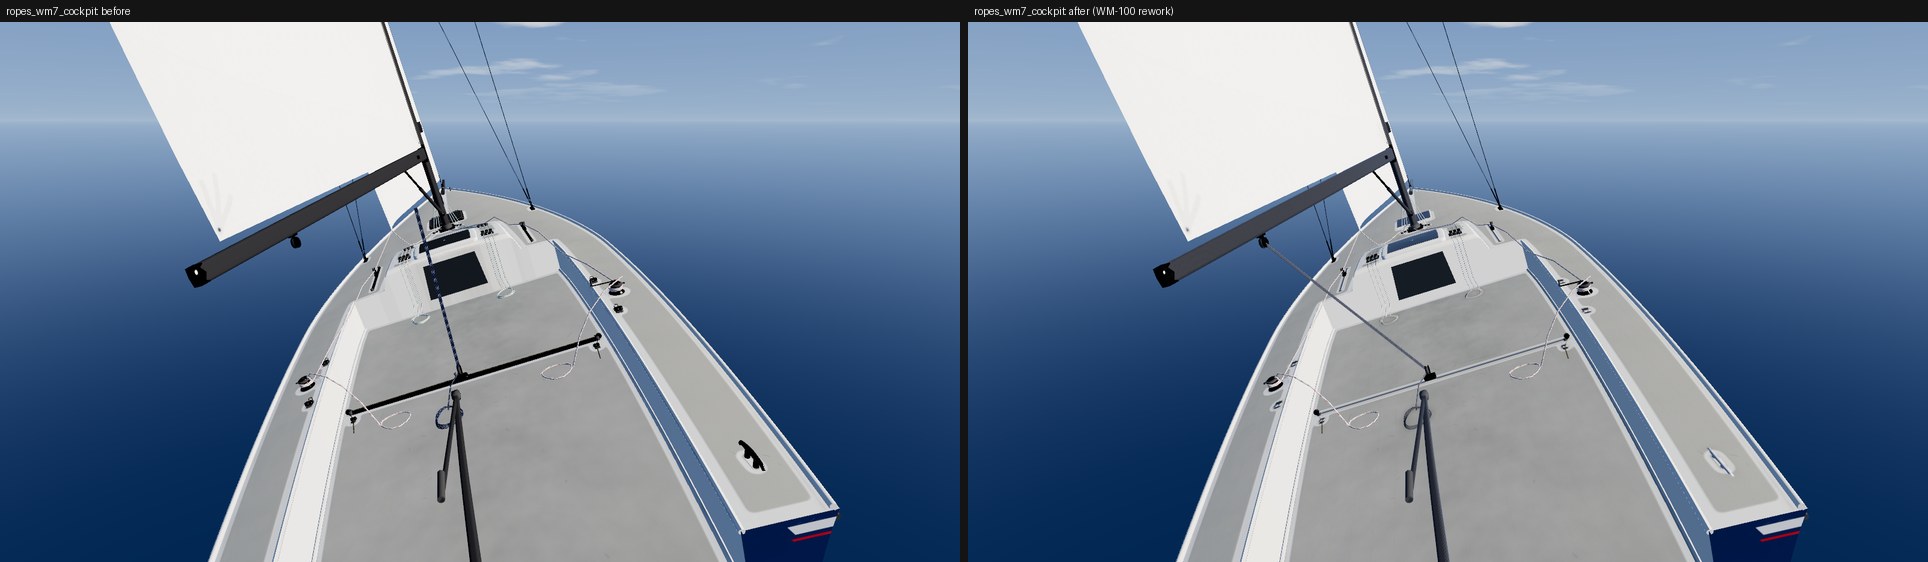 ropes_wm7_cockpit before
ropes_wm7_cockpit after (WM-100 rework)